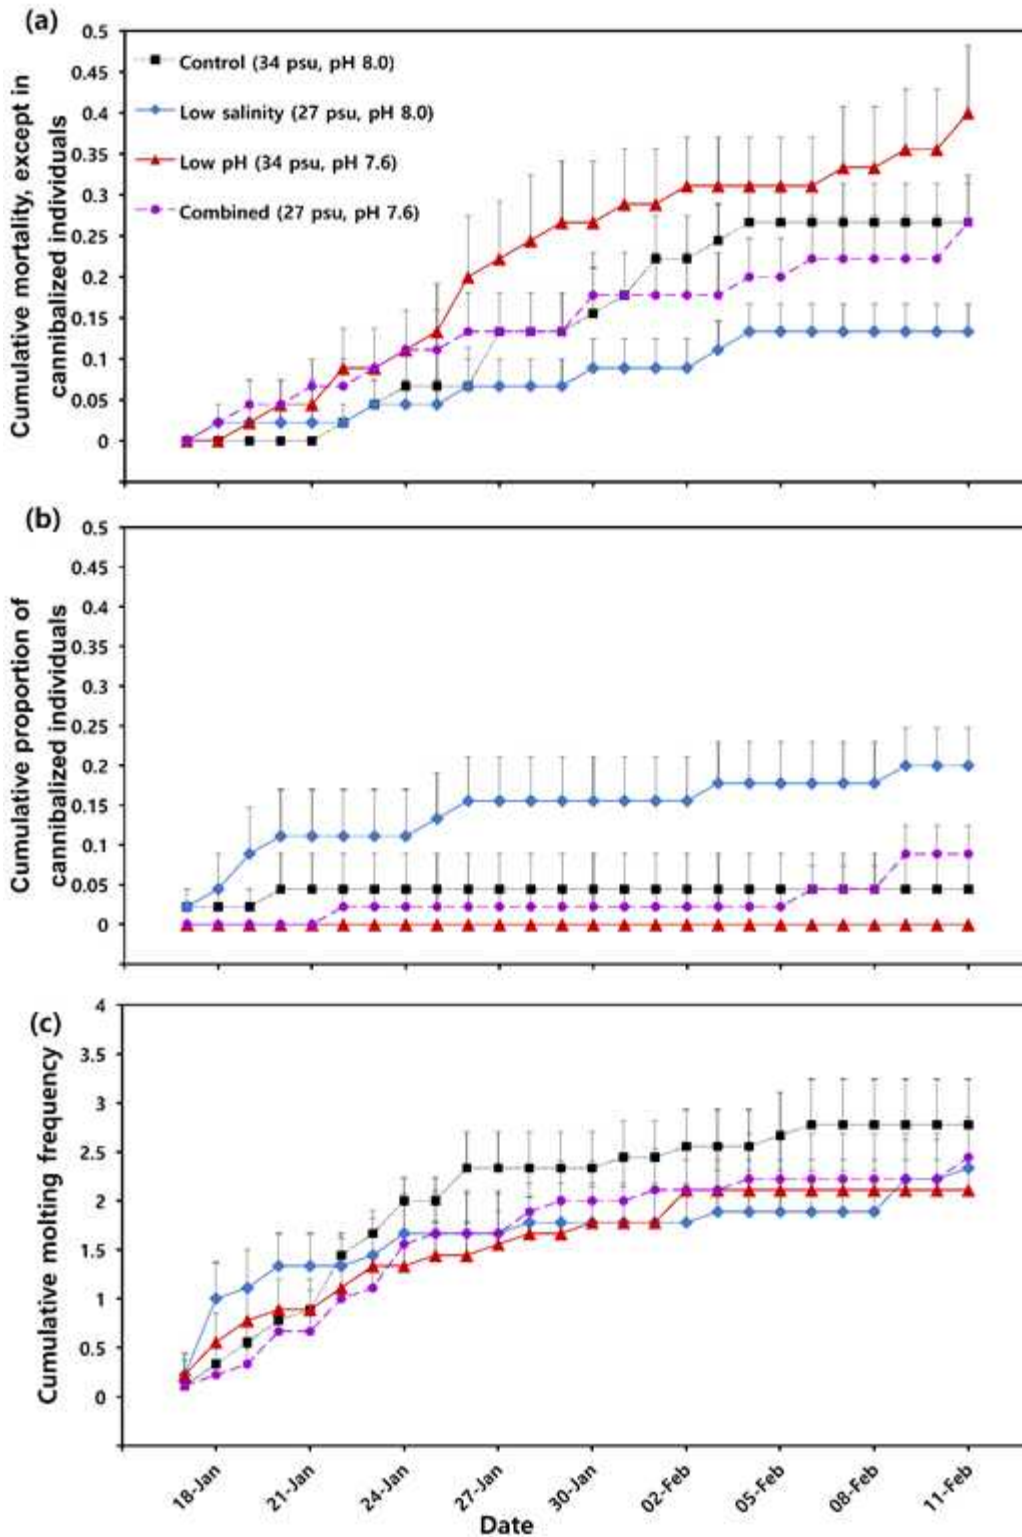 (a)
Cumulative mortality, except in
cannibalized individuals
0.5
0.45
0.4
0.35
0.3
0.25
0.2
0.15
0.1
0.05
0
Control (34 psu, pH 8.0)
Low salinity (27 psu, pH 8.0)
Low pH (34 psu, pH 7.6)
Combined (27 psu, pH 7.6)
(b)
Cumulative proportion of
cannibalized individuals
0.5
0.45
0.4
0.35
0.3
0.25
0.2
0.15
0.1
0.05
0
(c)
Cumulative molting frequency
4
3.5
3
2.5
2
1.5
1
0.5
0
18-Jan
21-Jan
24-Jan
27-Jan
30-Jan
02-Feb
05-Feb
08-Feb
11-Feb
Date